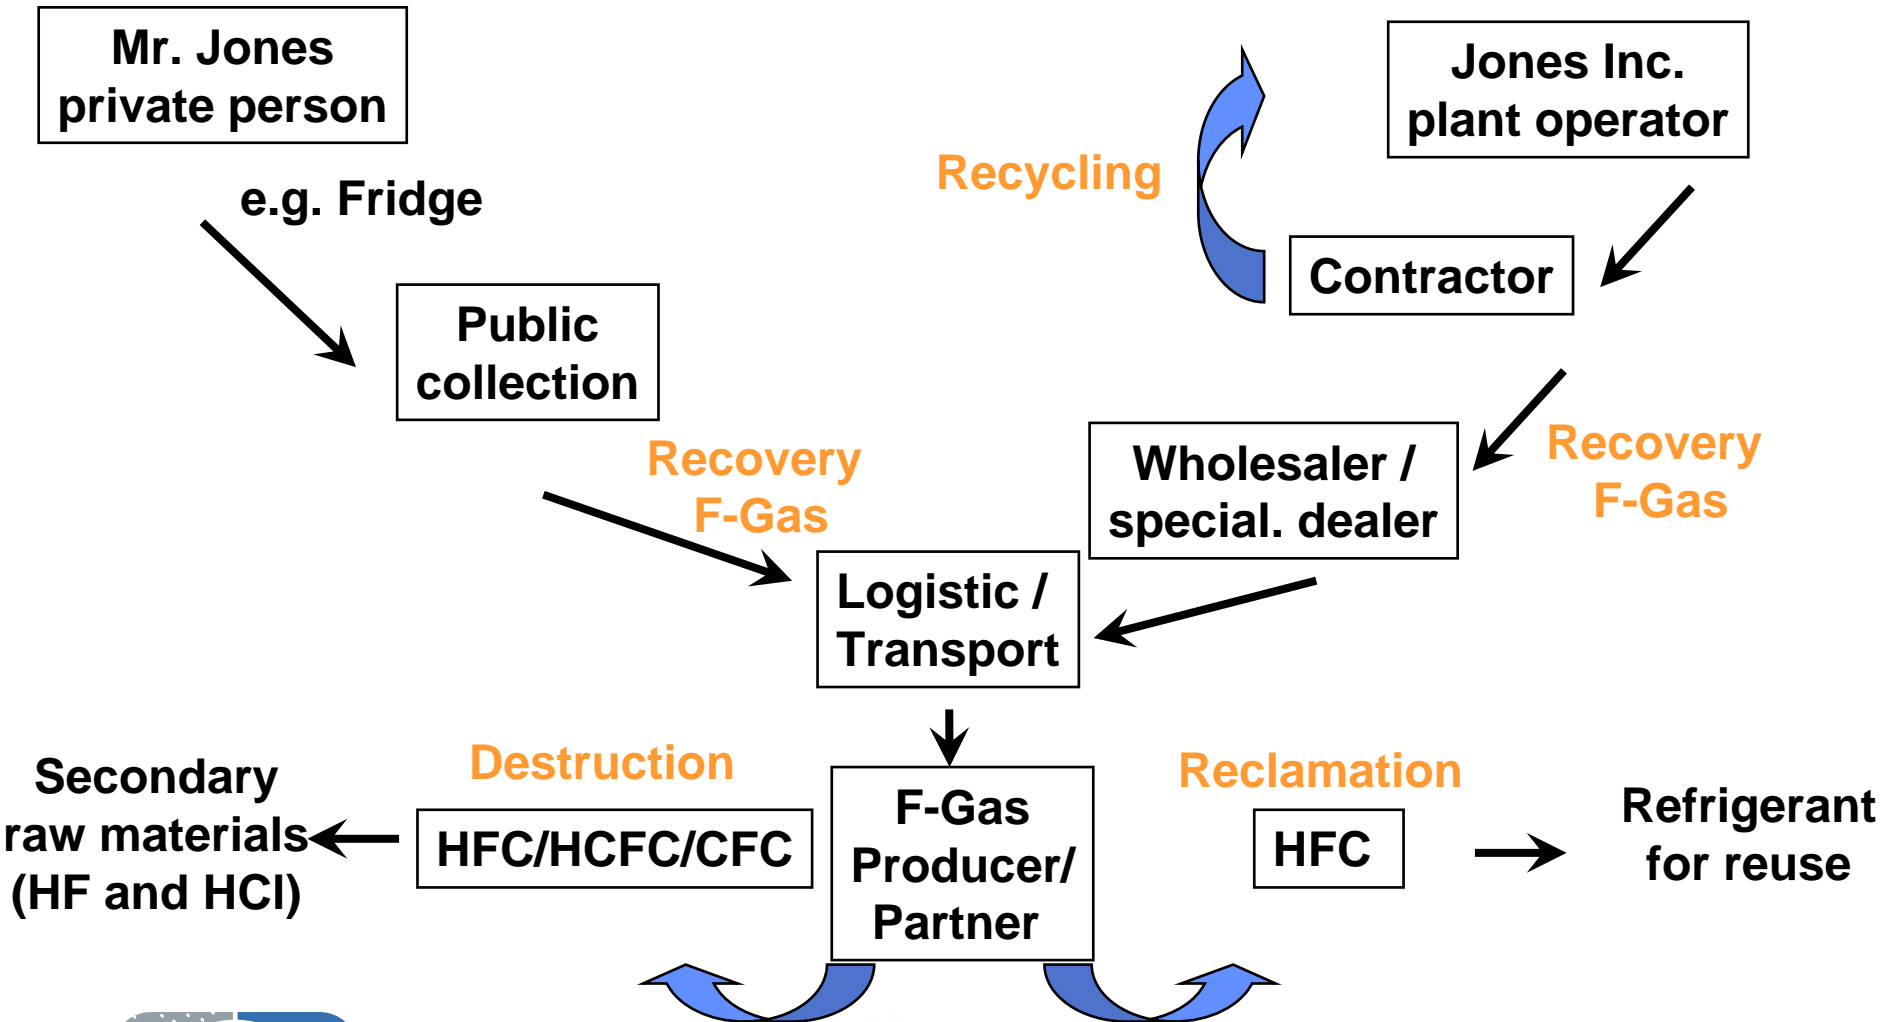 Mr. Jones
private person
Jones Inc.
plant operator
Recycling
e.g. Fridge
Contractor
Public
collection
Recovery
F-Gas
Wholesaler /
special. dealer
Recovery
F-Gas
Logistic /
Transport
Destruction
Reclamation
Secondary
raw materials
(HF and HCl)
HFC/HCFC/CFC
F-Gas
Producer/
Partner
HFC
Refrigerant
for reuse